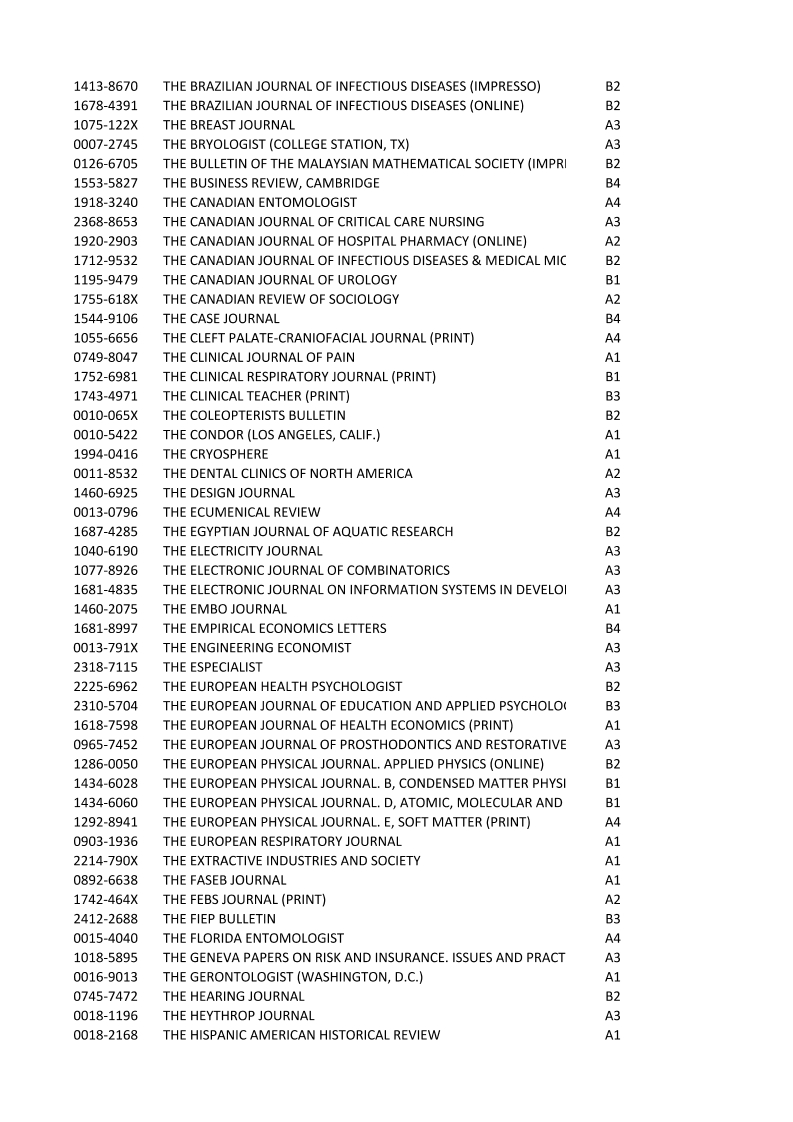 1413-8670 THE BRAZILIAN JOURNAL OF INFECTIOUS DISEASES (IMPRESSO) B2
1678-4391 THE BRAZILIAN JOURNAL OF INFECTIOUS DISEASES (ONLINE) B2
1075-122X THE BREAST JOURNAL A3
0007-2745 THE BRYOLOGIST (COLLEGE STATION, TX) A3
0126-6705 THE BULLETIN OF THE MALAYSIAN MATHEMATICAL SOCIETY (IMPRI B2
1553-5827 THE BUSINESS REVIEW, CAMBRIDGE B4
1918-3240 THE CANADIAN ENTOMOLOGIST A4
2368-8653 THE CANADIAN JOURNAL OF CRITICAL CARE NURSING A3
1920-2903 THE CANADIAN JOURNAL OF HOSPITAL PHARMACY (ONLINE) A2
1712-9532 THE CANADIAN JOURNAL OF INFECTIOUS DISEASES & MEDICAL MIC B2
1195-9479 THE CANADIAN JOURNAL OF UROLOGY B1
1755-618X THE CANADIAN REVIEW OF SOCIOLOGY A2
1544-9106 THE CASE JOURNAL B4
1055-6656 THE CLEFT PALATE-CRANIOFACIAL JOURNAL (PRINT) A4
0749-8047 THE CLINICAL JOURNAL OF PAIN A1
1752-6981 THE CLINICAL RESPIRATORY JOURNAL (PRINT) B1
1743-4971 THE CLINICAL TEACHER (PRINT) B3
0010-065X THE COLEOPTERISTS BULLETIN B2
0010-5422 THE CONDOR (LOS ANGELES, CALIF.) A1
1994-0416 THE CRYOSPHERE A1
0011-8532 THE DENTAL CLINICS OF NORTH AMERICA A2
1460-6925 THE DESIGN JOURNAL A3
0013-0796 THE ECUMENICAL REVIEW A4
1687-4285 THE EGYPTIAN JOURNAL OF AQUATIC RESEARCH B2
1040-6190 THE ELECTRICITY JOURNAL A3
1077-8926 THE ELECTRONIC JOURNAL OF COMBINATORICS A3
1681-4835 THE ELECTRONIC JOURNAL ON INFORMATION SYSTEMS IN DEVELOI A3
1460-2075 THE EMBO JOURNAL A1
1681-8997 THE EMPIRICAL ECONOMICS LETTERS B4
0013-791X THE ENGINEERING ECONOMIST A3
2318-7115 THE ESPECIALIST A3
2225-6962 THE EUROPEAN HEALTH PSYCHOLOGIST B2
2310-5704 THE EUROPEAN JOURNAL OF EDUCATION AND APPLIED PSYCHOLO( B3
1618-7598 THE EUROPEAN JOURNAL OF HEALTH ECONOMICS (PRINT) A1
0965-7452 THE EUROPEAN JOURNAL OF PROSTHODONTICS AND RESTORATIVE A3
1286-0050 THE EUROPEAN PHYSICAL JOURNAL. APPLIED PHYSICS (ONLINE) B2
1434-6028 THE EUROPEAN PHYSICAL JOURNAL. B, CONDENSED MATTER PHYSI B1
1434-6060 THE EUROPEAN PHYSICAL JOURNAL. D, ATOMIC, MOLECULAR AND B1
1292-8941 THE EUROPEAN PHYSICAL JOURNAL. E, SOFT MATTER (PRINT) A4
0903-1936 THE EUROPEAN RESPIRATORY JOURNAL A1
2214-790X THE EXTRACTIVE INDUSTRIES AND SOCIETY A1
0892-6638 THE FASEB JOURNAL A1
1742-464X THE FEBS JOURNAL (PRINT) A2
2412-2688 THE FIEP BULLETIN B3
0015-4040 THE FLORIDA ENTOMOLOGIST A4
1018-5895 THE GENEVA PAPERS ON RISK AND INSURANCE. ISSUES AND PRACT A3
0016-9013 THE GERONTOLOGIST (WASHINGTON, D.C.) A1
0745-7472 THE HEARING JOURNAL B2
0018-1196 THE HEYTHROP JOURNAL A3
0018-2168 THE HISPANIC AMERICAN HISTORICAL REVIEW A1